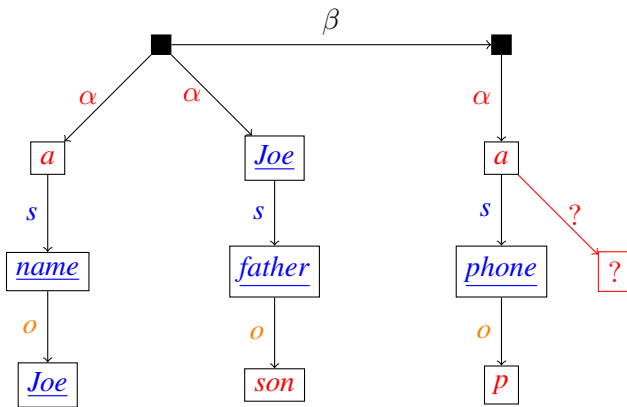 β
α α α
a Joe a
s s s ?
name father phone ?
o o o
Joe son p